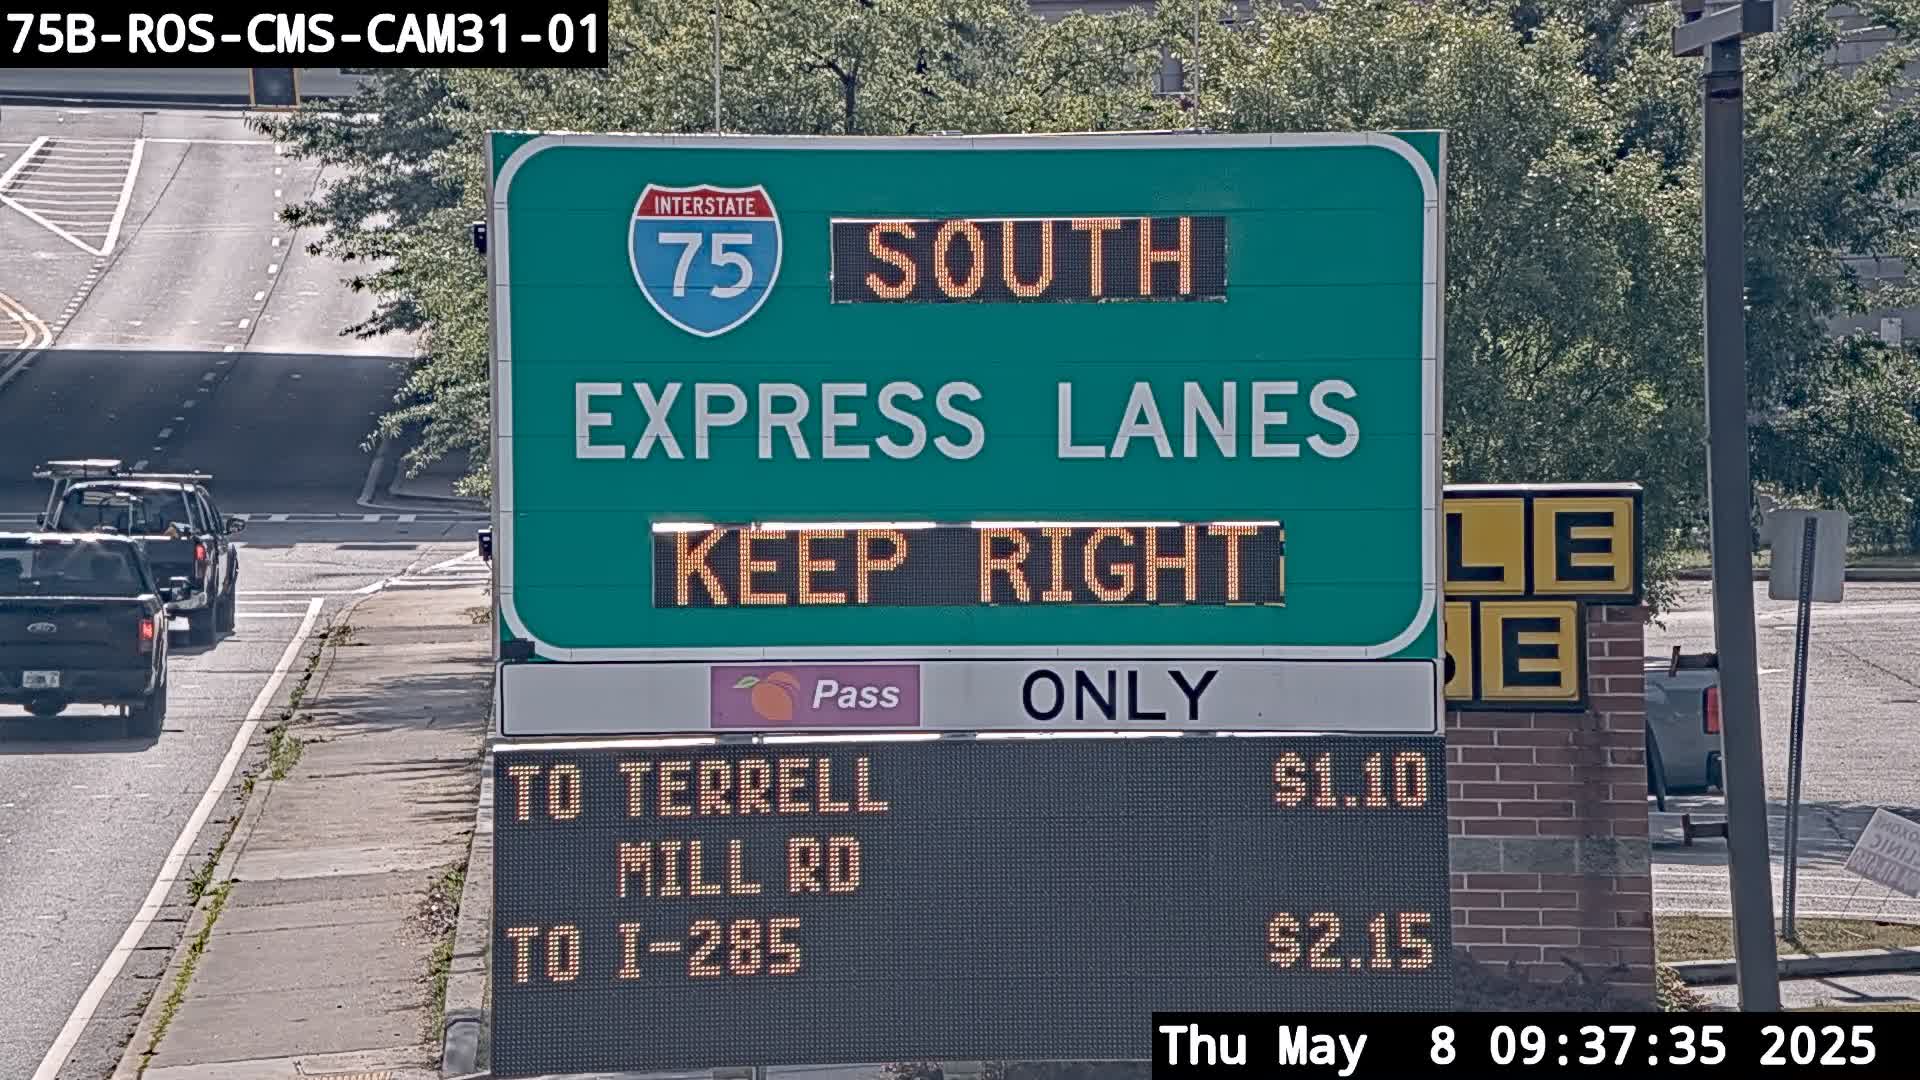 75B-ROS-CMS-CAM31-01
INTERSTATE
75
SOUTH
EXPRESS LANES
KEEP RIGHT
LE
E
Pass ONLY
TO TERRELL $1.10
MILL RD
TO I-285 $2.15
Thu May 8 09:37:35 2025